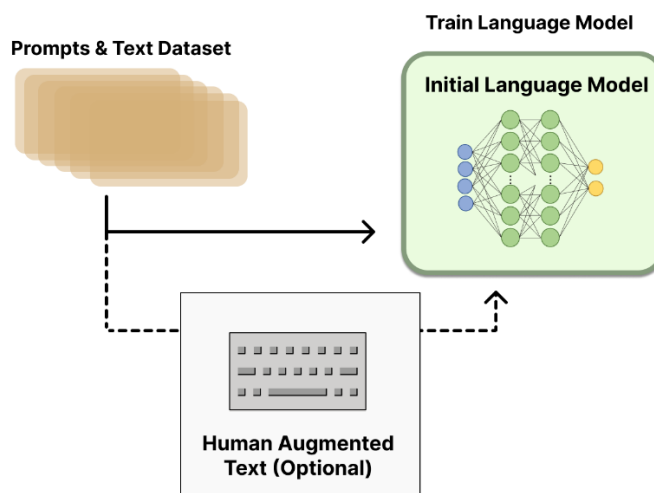 Prompts & Text Dataset
Train Language Model
Initial Language Model
Human Augmented
Text (Optional)